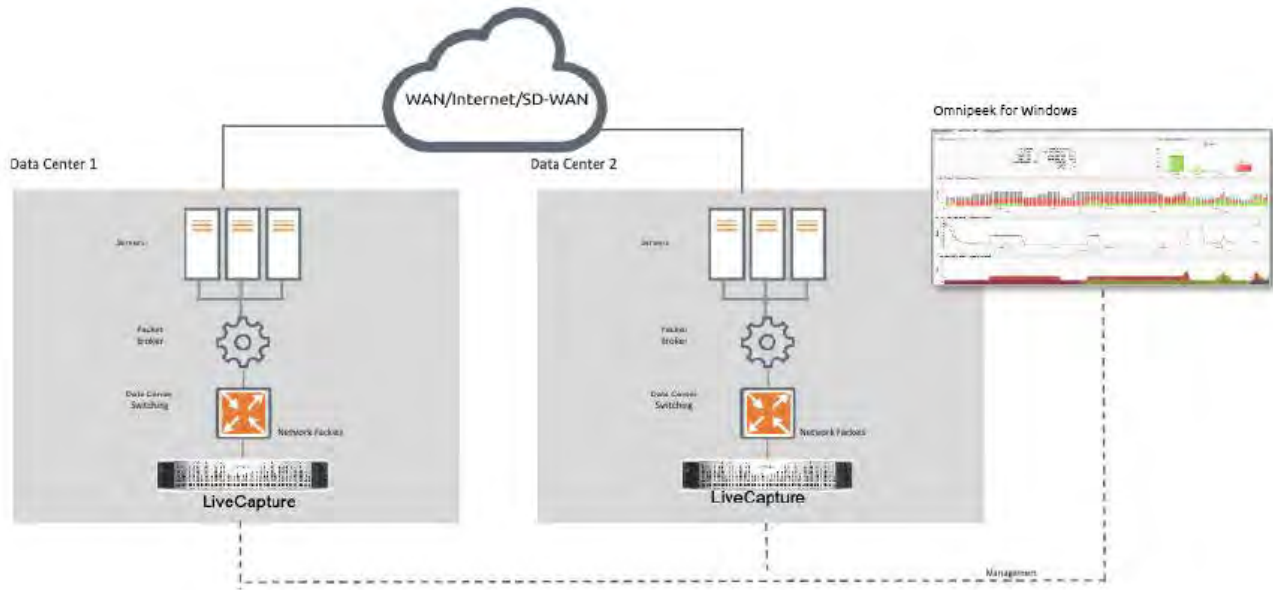 WAN/Internet/SD-WAN
Omnipeek for Windows
Data Center 1
Data Center 2
Servers
Servers
Packet
Broker
Packet
Broker
Data Center
Switching
Data Center
Switching
Network Packets
Network Packets
LiveCapture
LiveCapture
Management